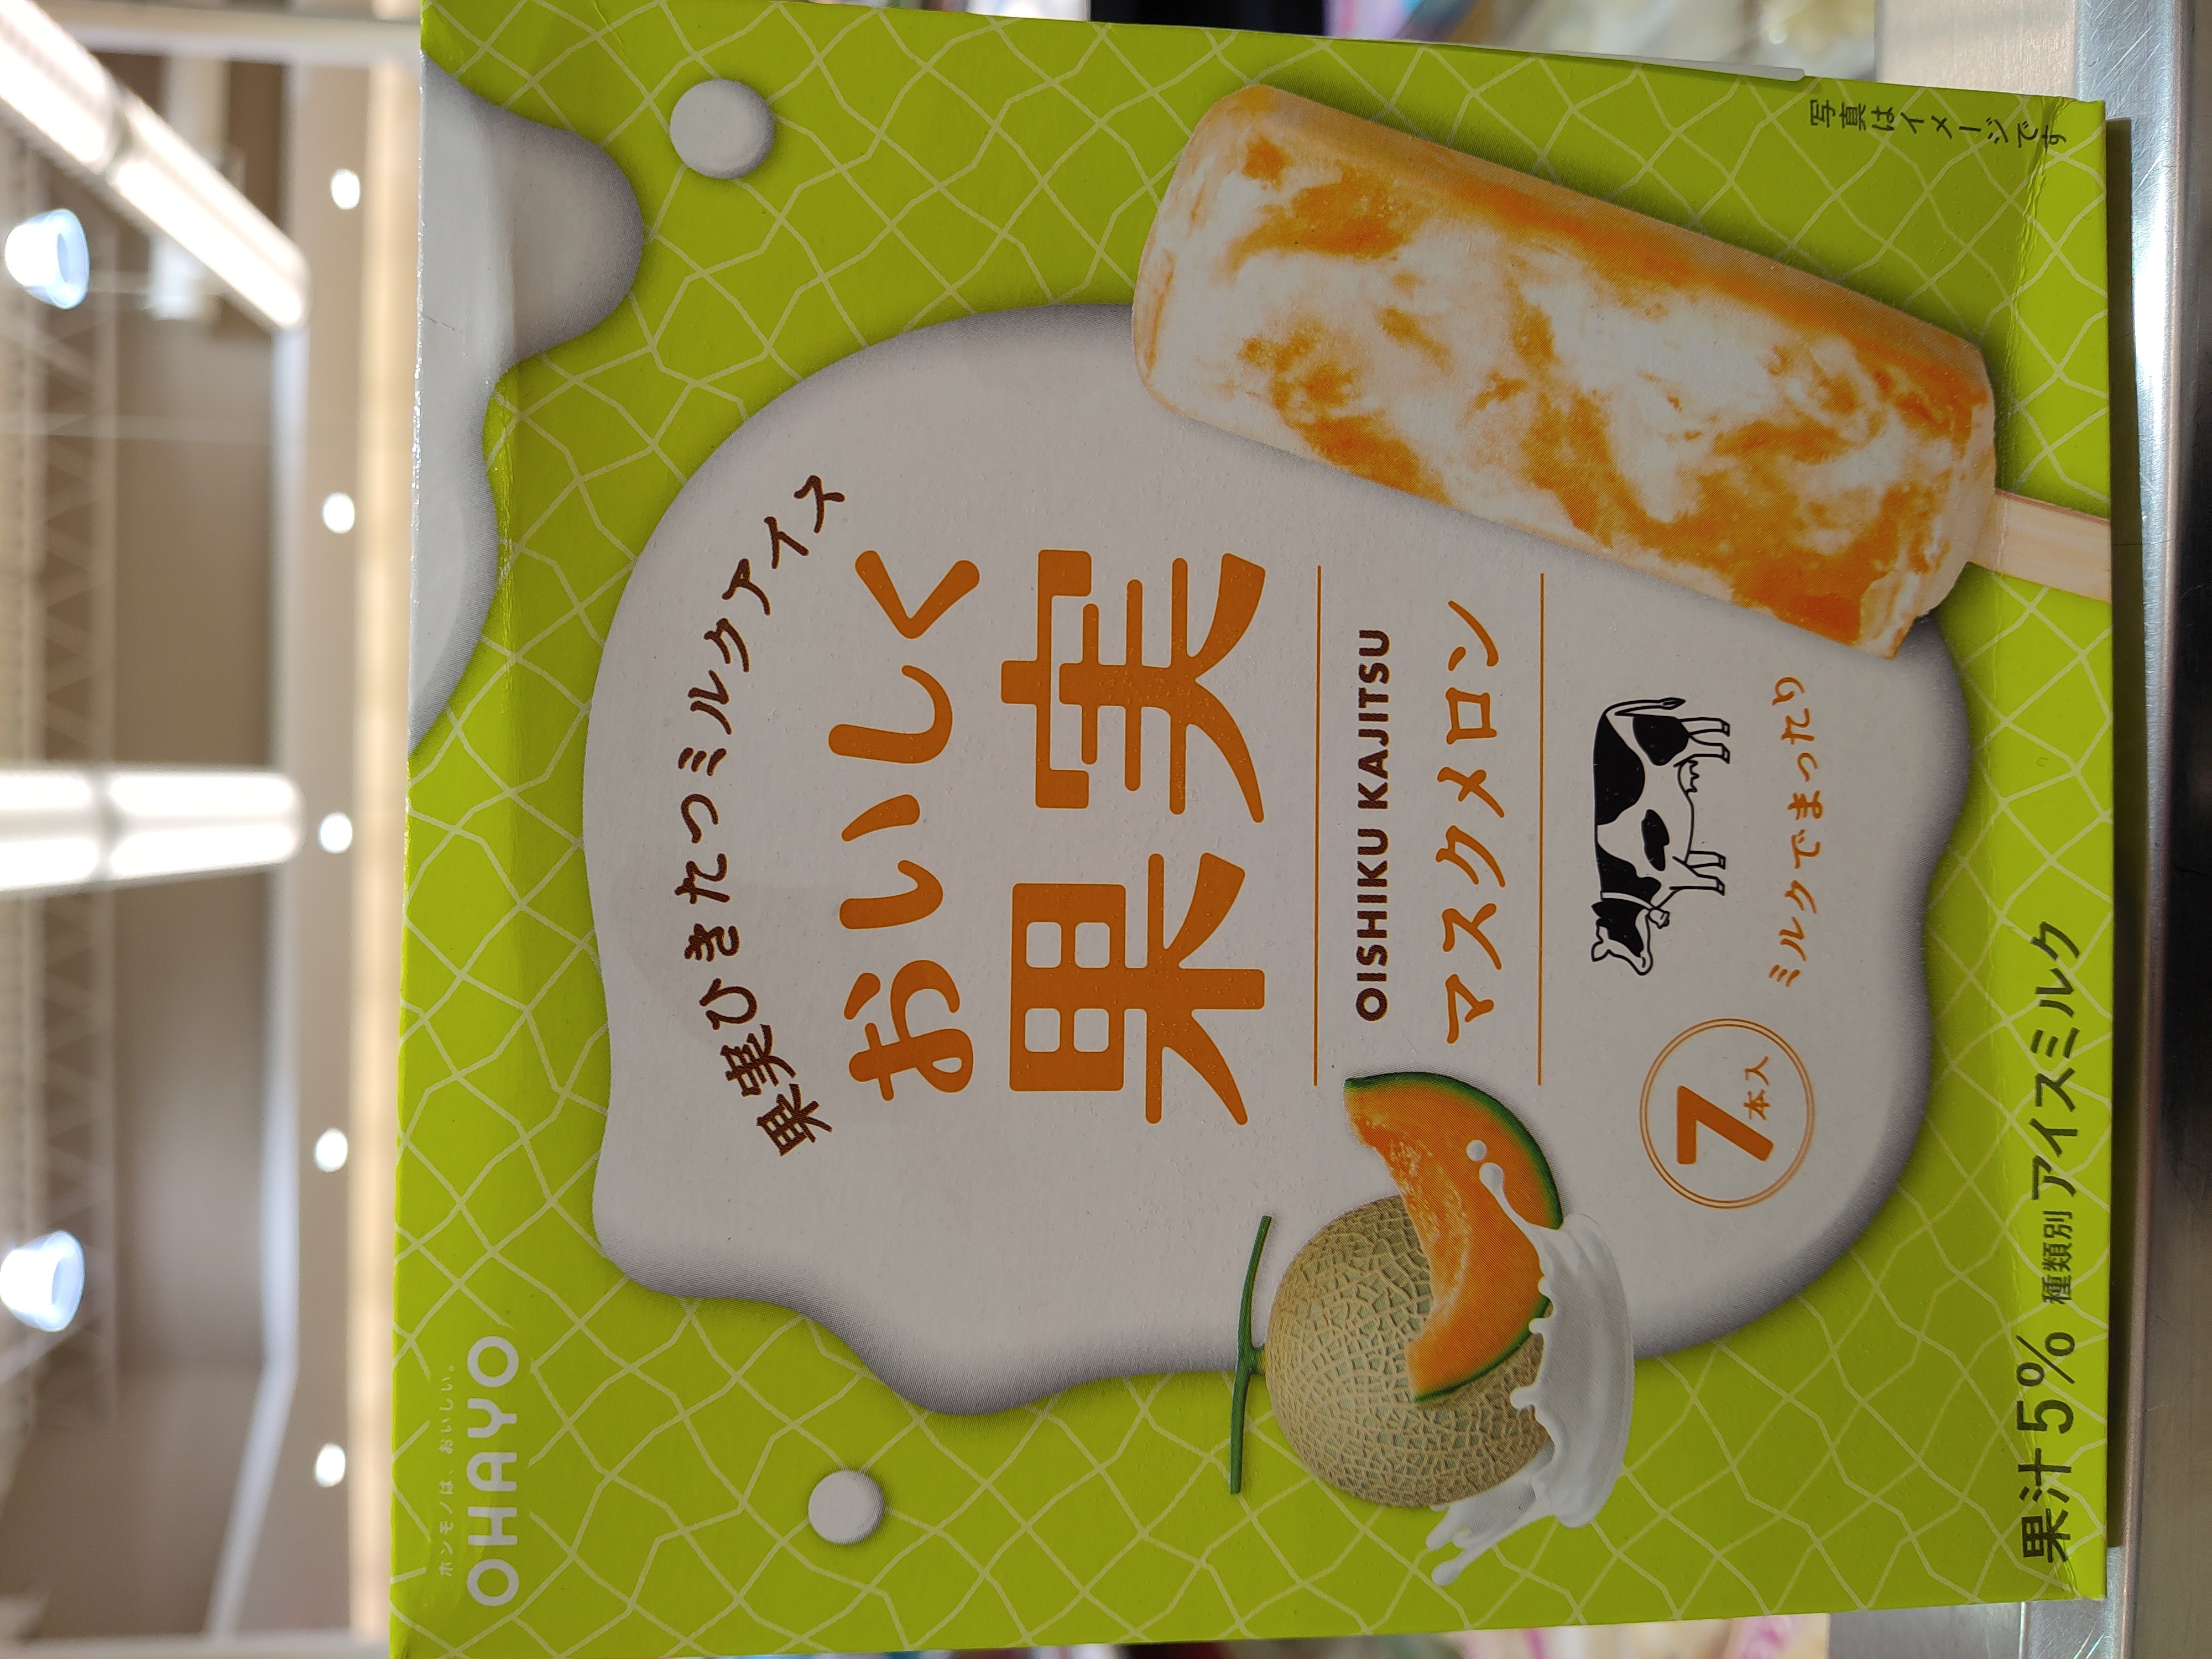 ホンモノは、おいしい。
OHAYO
果実ひきたつミルクアイス
おいしく
果実
OISHIKU KAJITSU
マスクメロン
7
本入
ミルクでまったり
写真はイメージです
果汁5% 種類別 アイスミルク